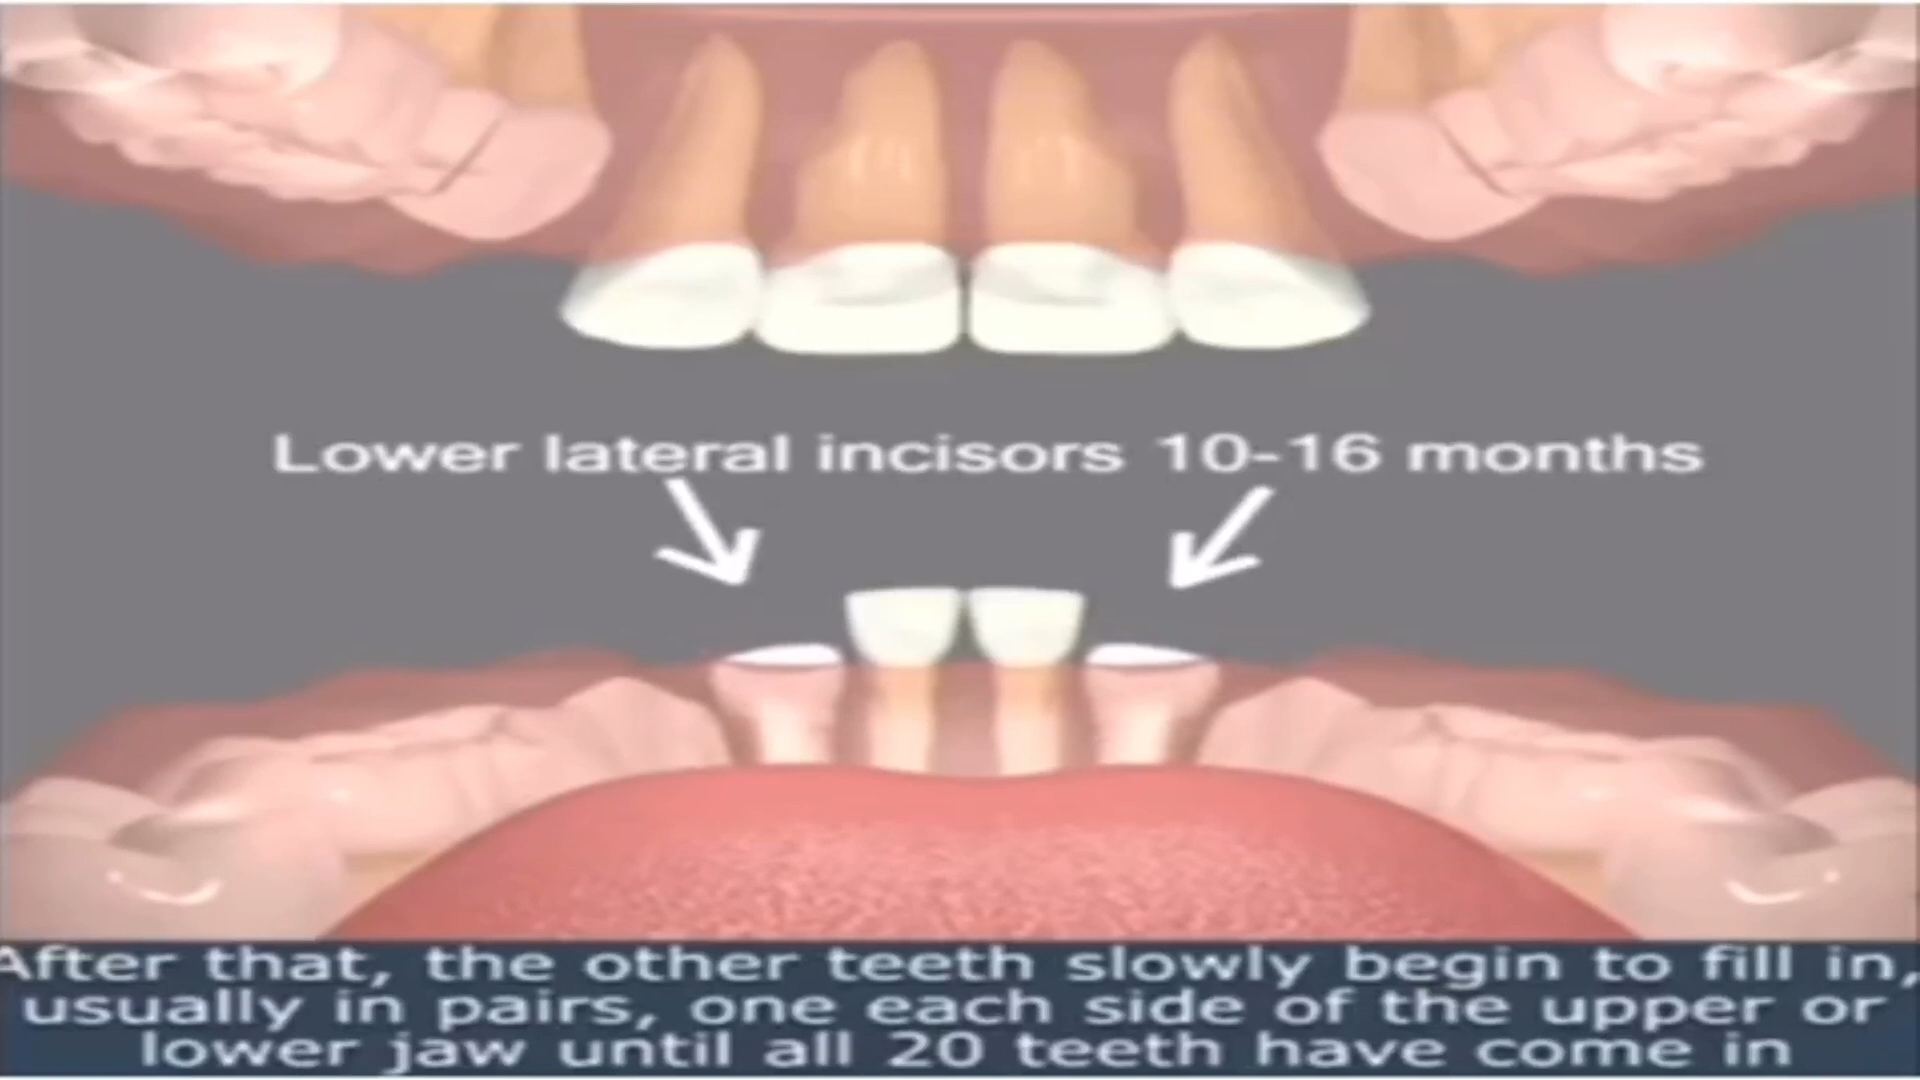 Lower lateral incisors 10-16 months
After that, the other teeth slowly begin to fill in,
usually in pairs, one each side of the upper or
lower jaw until all 20 teeth have come in